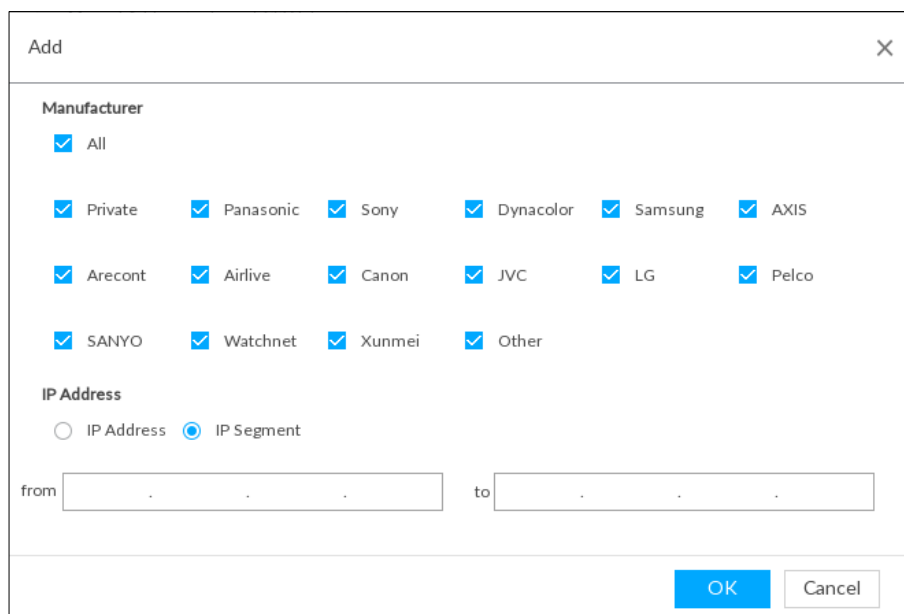 Add
Manufacturer
All
Private Panasonic Sony Dynacolor Samsung AXIS
Arecont Airlive Canon JVC LG Pelco
SANYO Watchnet Xunmei Other
IP Address
IP Address IP Segment
from . . . to . . .
OK Cancel